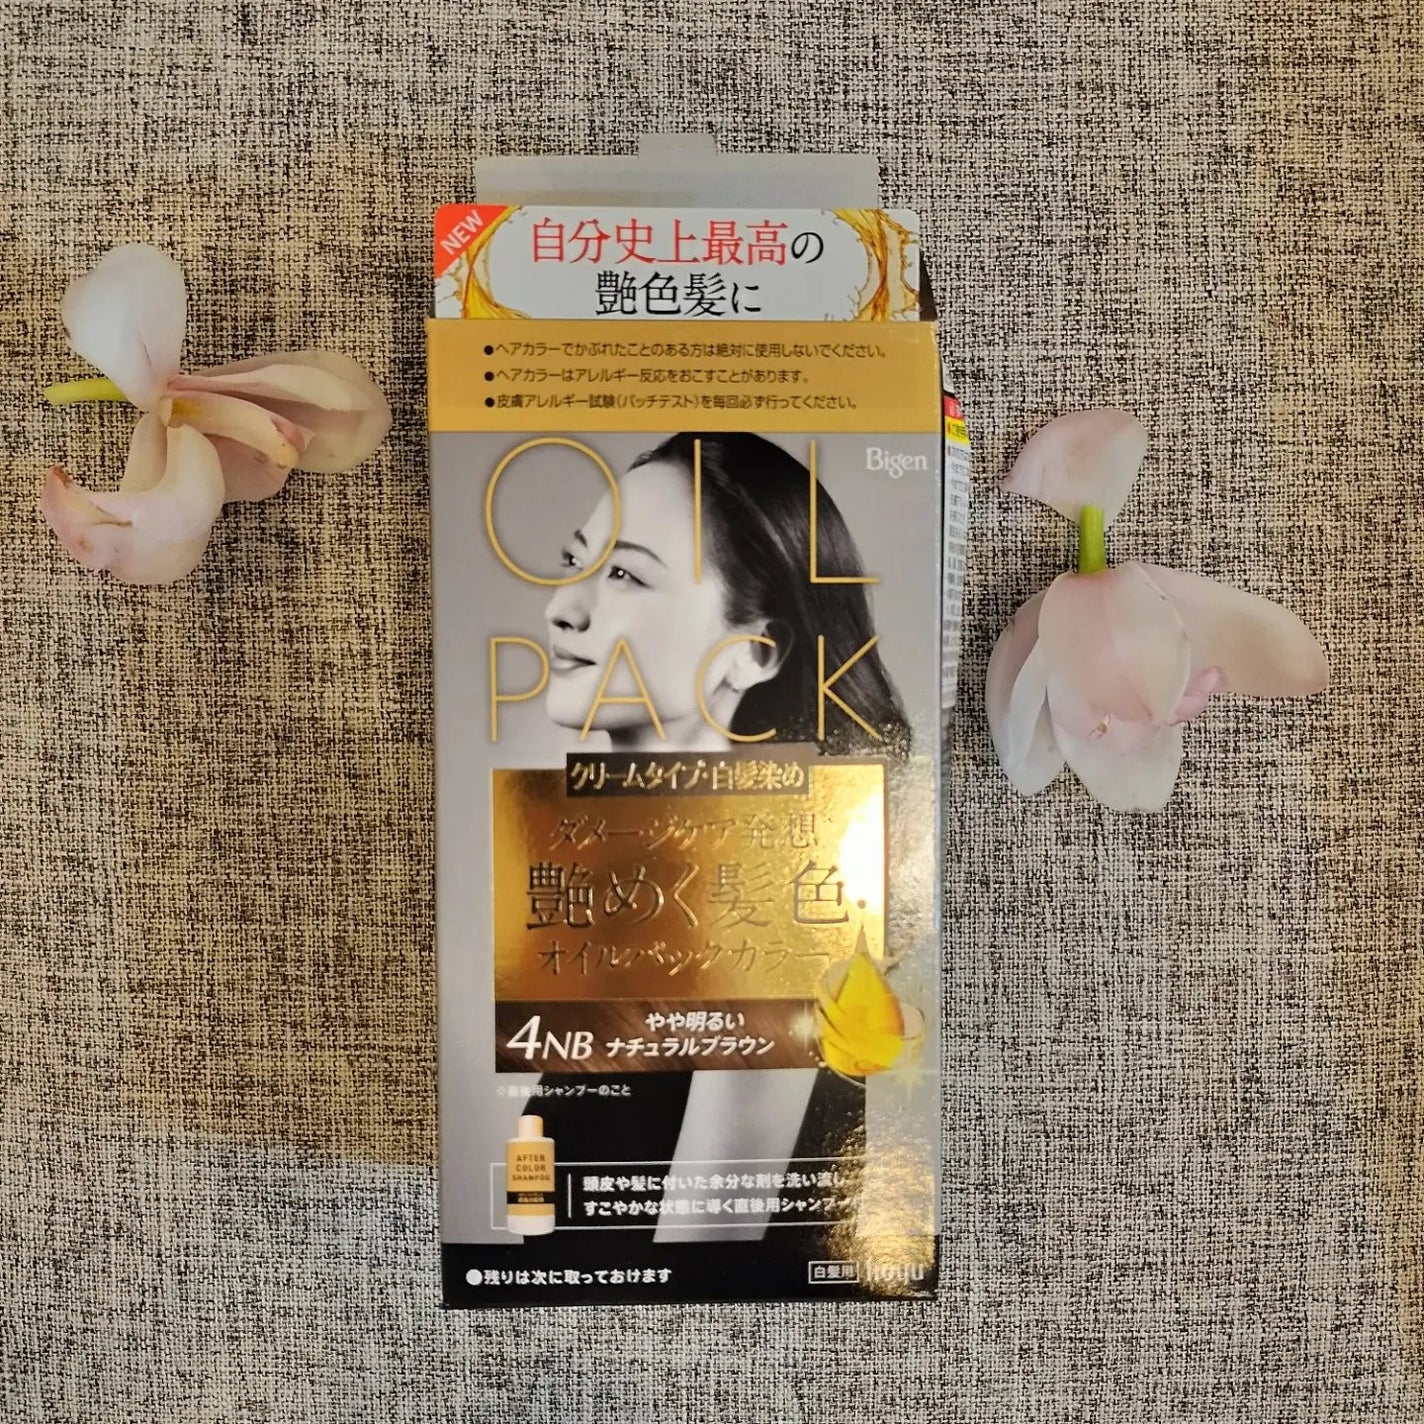 NEW
自分史上最高の
艶色髪に
●ヘアカラーでかぶれたことのある方は絶対に使用しないでください。
●ヘアカラーはアレルギー反応をおこすことがあります。
●皮膚アレルギー試験(パッチテスト)を毎回必ず行ってください。
Bigen
OIL
PACK
クリームタイプ・白髪染め
ダメージケア発想
艶めく髪色。
オイルパックカラー
4NB やや明るい
ナチュラルブラウン
用シャンプーのこと
AFTER
COLOR
SHAMPOO
頭皮や髪に付いた余分な剤を洗い流し
すこやかな状態に導く直後用シャンプー
●残りは次に取っておけます
白髪用 hoyu